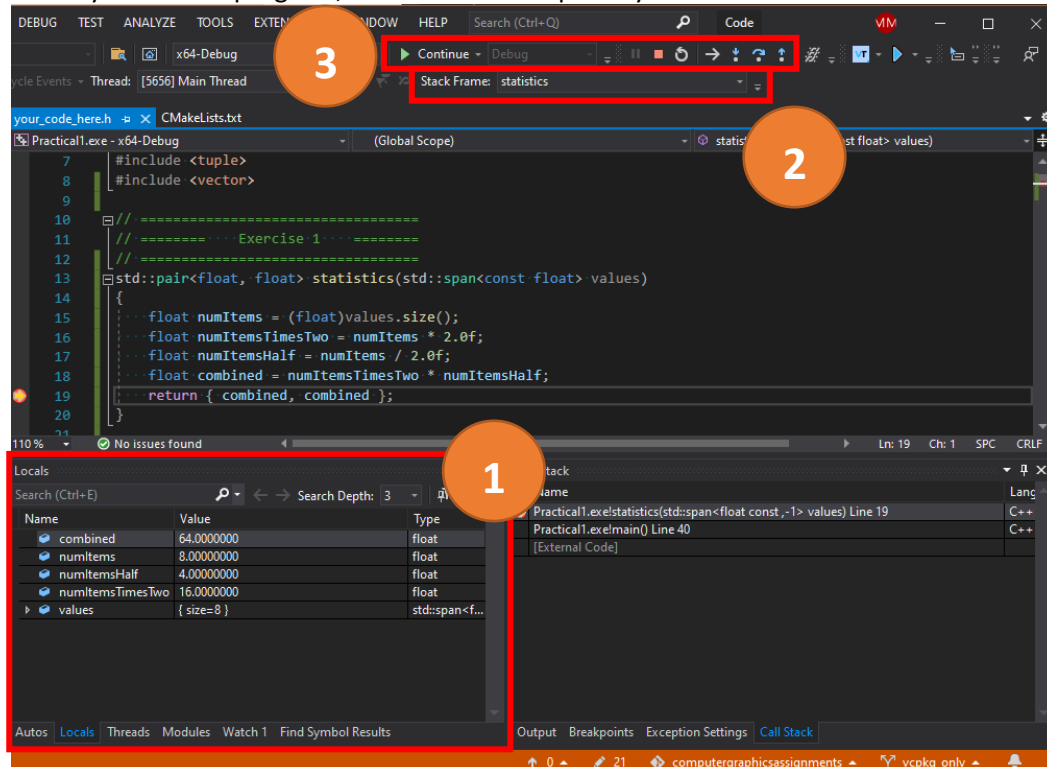 DEBUG TEST ANALYZE TOOLS EXTEN NDOW HELP Search (Ctrl+Q) Code MM
x64-Debug 3 Continue Debug VT
ycle Events Thread: [5656] Main Thread Stack Frame: statistics
your_code_here.h CMakeLists.txt
Practical1.exe - x64-Debug (Global Scope) statist 2 st float> values)
7 #include <tuple>
8 #include <vector>
9
10 // ==================================
11 // ======== Exercise 1 ========
12 // ==================================
13 std::pair<float, float> statistics(std::span<const float> values)
14 {
15 float numItems = (float)values.size();
16 float numItemsTimesTwo = numItems * 2.0f;
17 float numItemsHalf = numItems / 2.0f;
18 float combined = numItemsTimesTwo * numItemsHalf;
19 return { combined, combined };
20 }
21
110 % No issues found Ln: 19 Ch: 1 SPC CRLF
Locals 1
Search (Ctrl+E) Search Depth: 3
Name Value Type
combined 64.0000000 float
numItems 8.00000000 float
numItemsHalf 4.00000000 float
numItemsTimesTwo 16.0000000 float
values { size=8 } std::span<f...
Autos Locals Threads Modules Watch 1 Find Symbol Results
tack
Name Lang
Practical1.exe!statistics(std::span<float const ,-1> values) Line 19 C++
Practical1.exe!main() Line 40 C++
[External Code]
Output Breakpoints Exception Settings Call Stack
0 21 computergraphicsassignments vcpkg_only